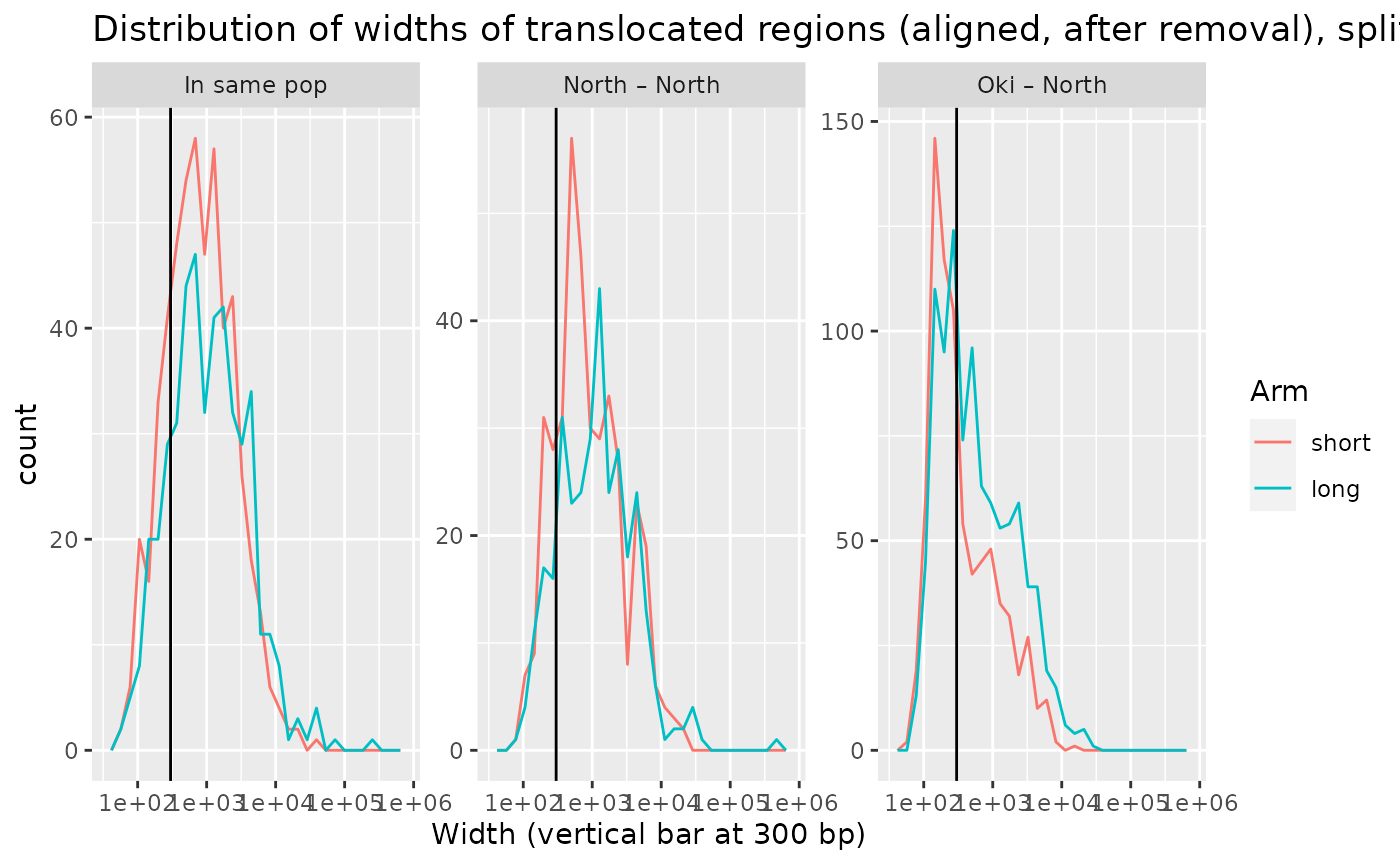 Distribution of widths of translocated regions (aligned, after removal), split
In same pop
North – North
Oki – North
count
60
40
20
0
40
20
0
150
100
50
0
1e+02 1e+03 1e+04 1e+05 1e+06
1e+02 1e+03 1e+04 1e+05 1e+06
1e+02 1e+03 1e+04 1e+05 1e+06
Width (vertical bar at 300 bp)
Arm
short
long